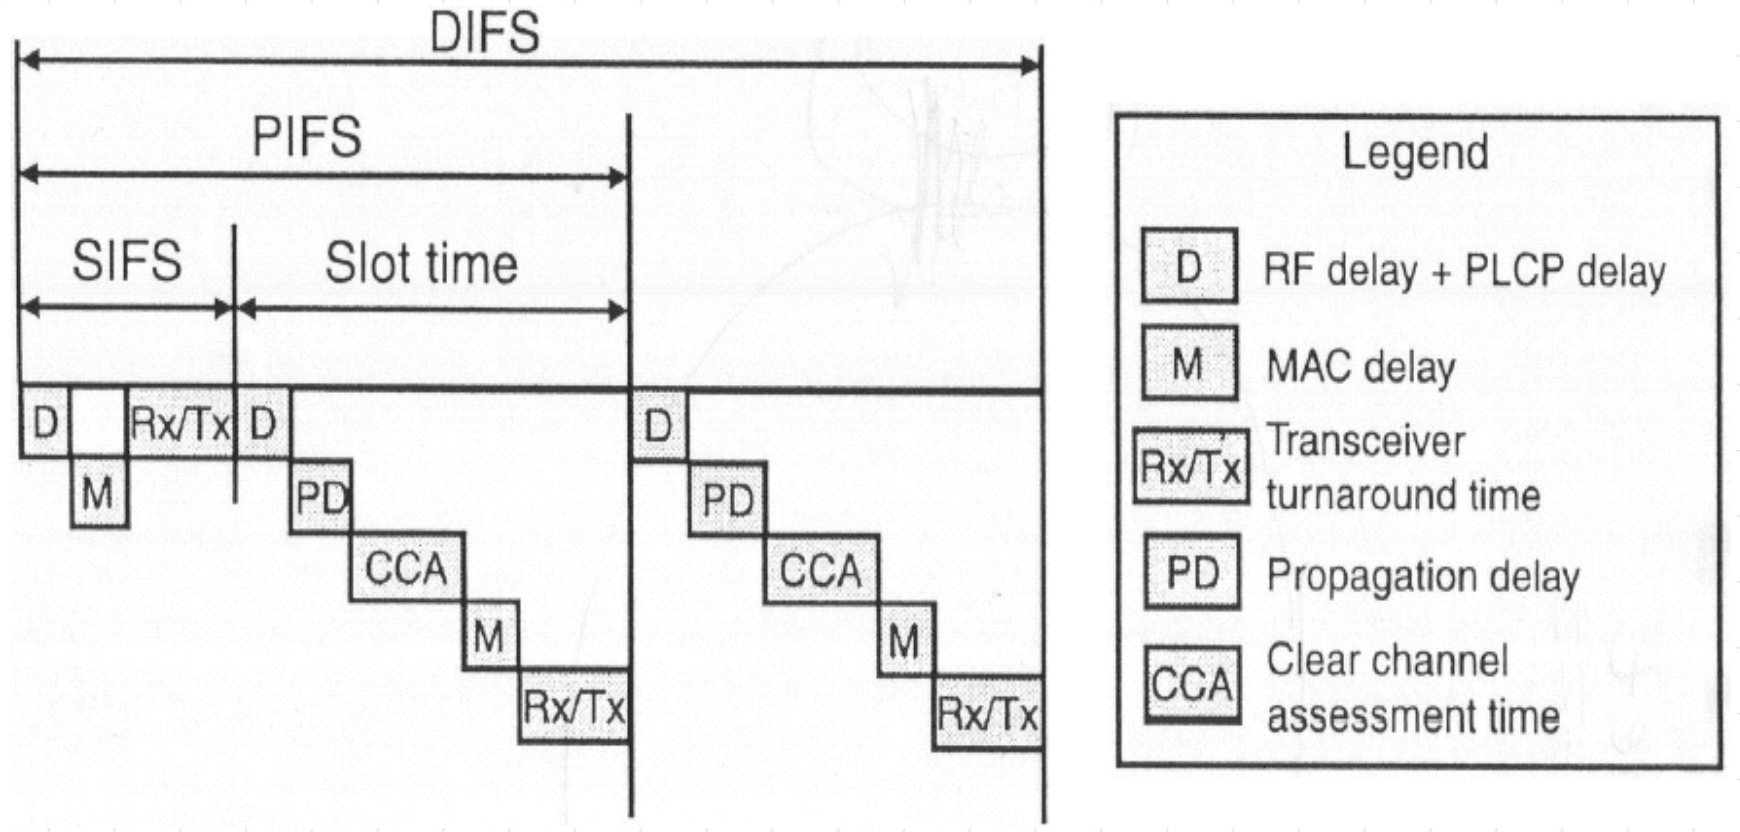 DIFS
PIFS
SIFS
Slot time
D
Rx/Tx
D
D
M
PD
PD
CCA
CCA
M
M
Rx/Tx
Rx/Tx
Legend
D
RF delay + PLCP delay
M
MAC delay
Rx/Tx
Transceiver
turnaround time
PD
Propagation delay
CCA
Clear channel
assessment time